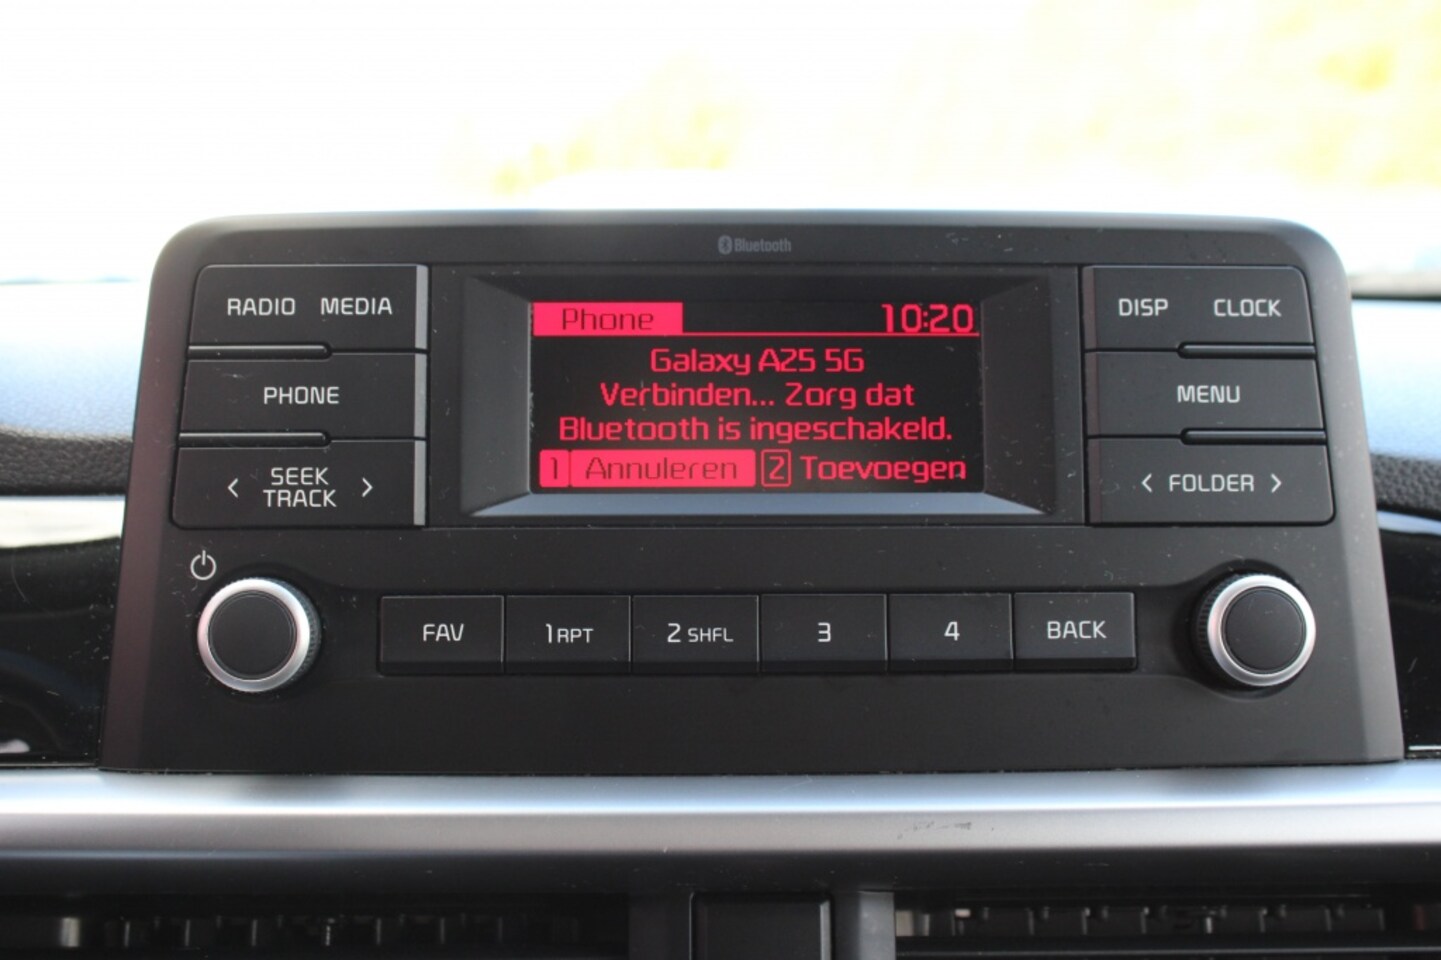 Bluetooth
RADIO MEDIA
PHONE
< SEEK TRACK >
Phone 10:20
Galaxy A25 5G
Verbinden... Zorg dat
Bluetooth is ingeschakeld.
1 Annuleren 2 Toevoegen
DISP CLOCK
MENU
< FOLDER >
FAV 1 RPT 2 SHFL 3 4 BACK